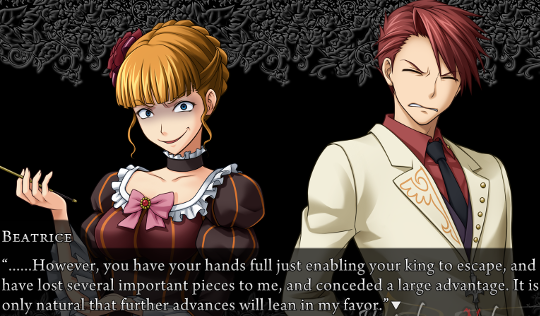 BEATRICE
“......However, you have your hands full just enabling your king to escape, and
have lost several important pieces to me, and conceded a large advantage. It is
only natural that further advances will lean in my favor.”▼